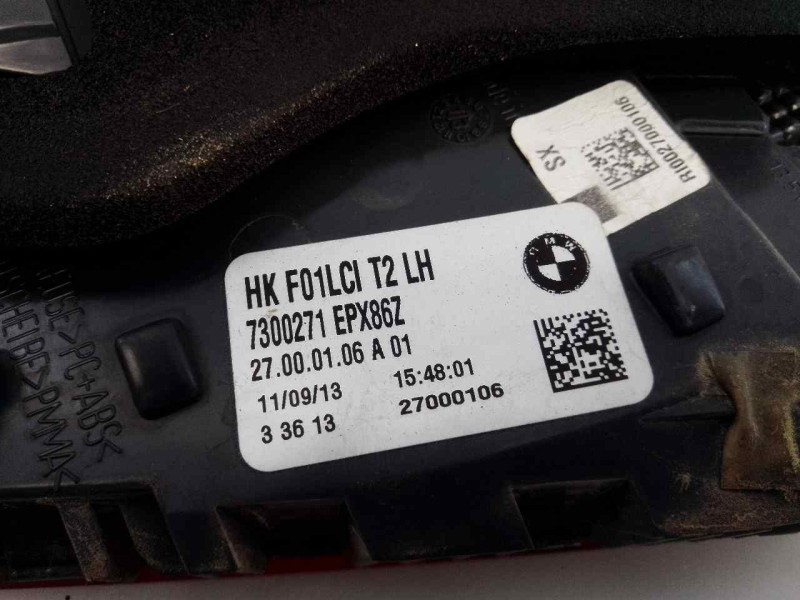 R10027000106
SX
BMW
HK F01LCI T2 LH
7300271 EPX86Z
27.00.01.06 A 01
11/09/13 15:48:01
3 36 13 27000106
>PC+ABS<
>PMMA<